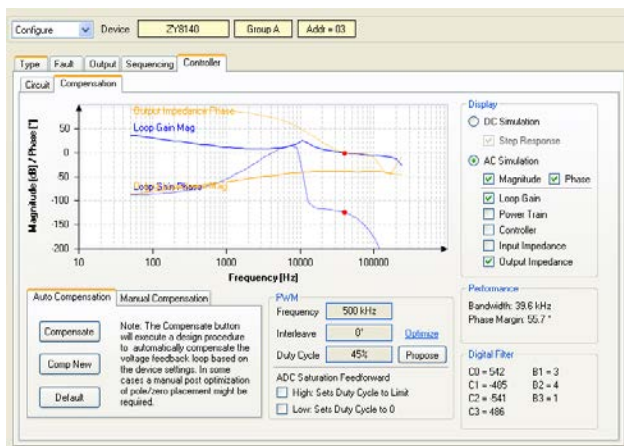 Configure Device ZY8140 Group A Addr = 03
Type Fault Output Sequencing Controller
Circuit Compensation
Output Impedance Phase
Loop Gain Mag
Loop Gain Phase
Magnitude [dB] / Phase [°]
50
0
-50
-100
-150
-200
10 100 1000 10000 100000
Frequency [Hz]
Display
DC Simulation
Step Response
AC Simulation
Magnitude Phase
Loop Gain
Power Train
Controller
Input Impedance
Output Impedance
Auto Compensation Manual Compensation
Compensate
Comp New
Default
Note: The Compensate button
will execute a design procedure
to automatically compensate the
voltage feedback loop based on
the device settings. In some
cases a manual post optimization
of pole/zero placement might be
required.
PWM
Frequency 500 kHz
Interleave 0° Optimize
Duty Cycle 45% Propose
ADC Saturation Feedforward
High: Sets Duty Cycle to Limit
Low: Sets Duty Cycle to 0
Performance
Bandwidth: 39.6 kHz
Phase Margin: 55.7 °
Digital Filter
C0 = 542 B1 = 3
C1 = -485 B2 = 4
C2 = -541 B3 = 1
C3 = 486